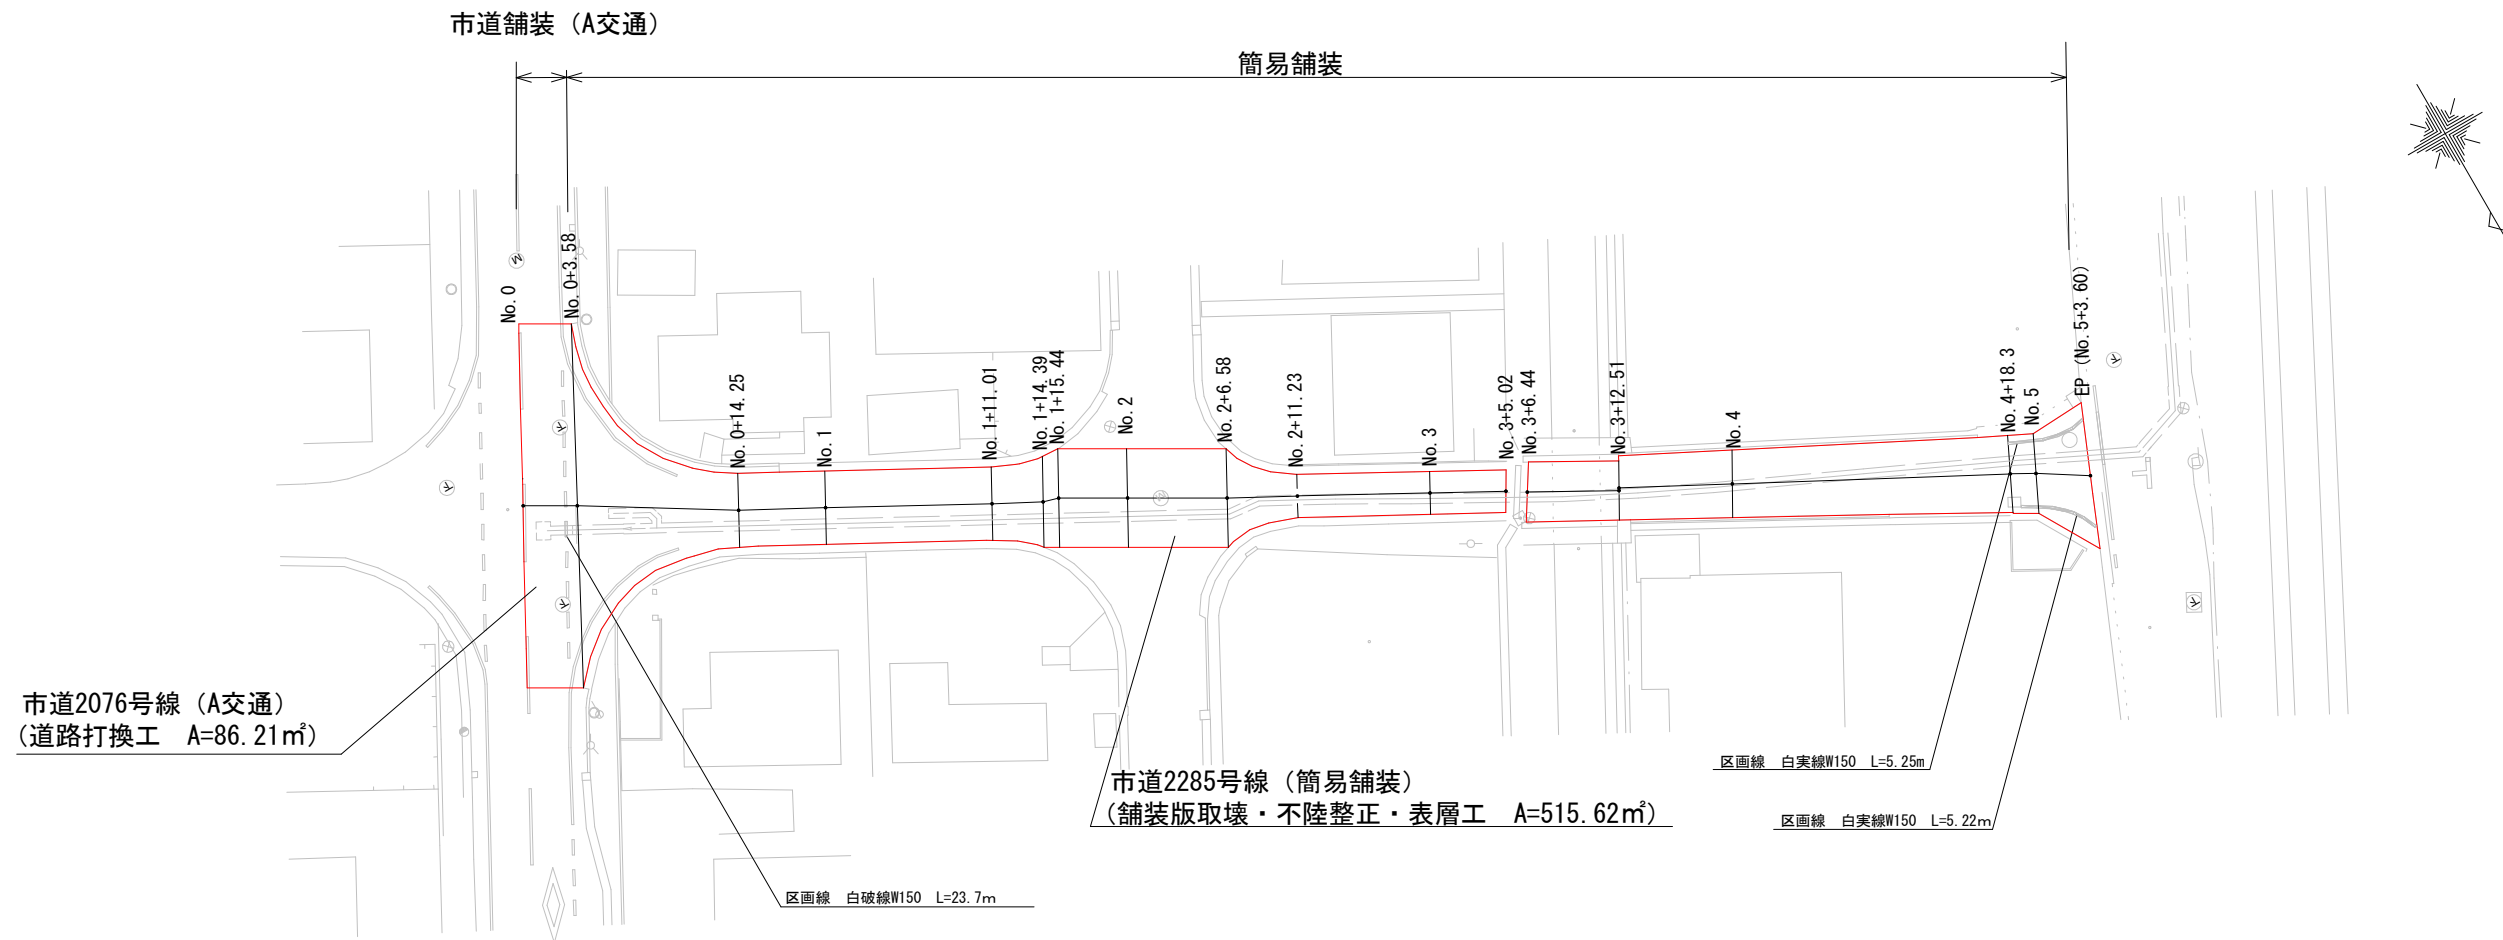 市道舗装（A交通）
簡易舗装
No.0
No.0+3.58
No.0+14.25
No.1
No.1+11.01
No.1+14.39
No.1+15.44
No.2
No.2+6.58
No.2+11.23
No.3
No.3+5.02
No.3+6.44
No.3+12.51
No.4
No.4+18.3
No.5
EP（No.5+3.60）
市道2076号線（A交通）
（道路打換工　A=86.21㎡）
市道2285号線（簡易舗装）
（舗装版取壊・不陸整正・表層工　A=515.62㎡）
区画線　白実線W150　L=5.25m
区画線　白実線W150　L=5.22m
区画線　白破線W150　L=23.7m